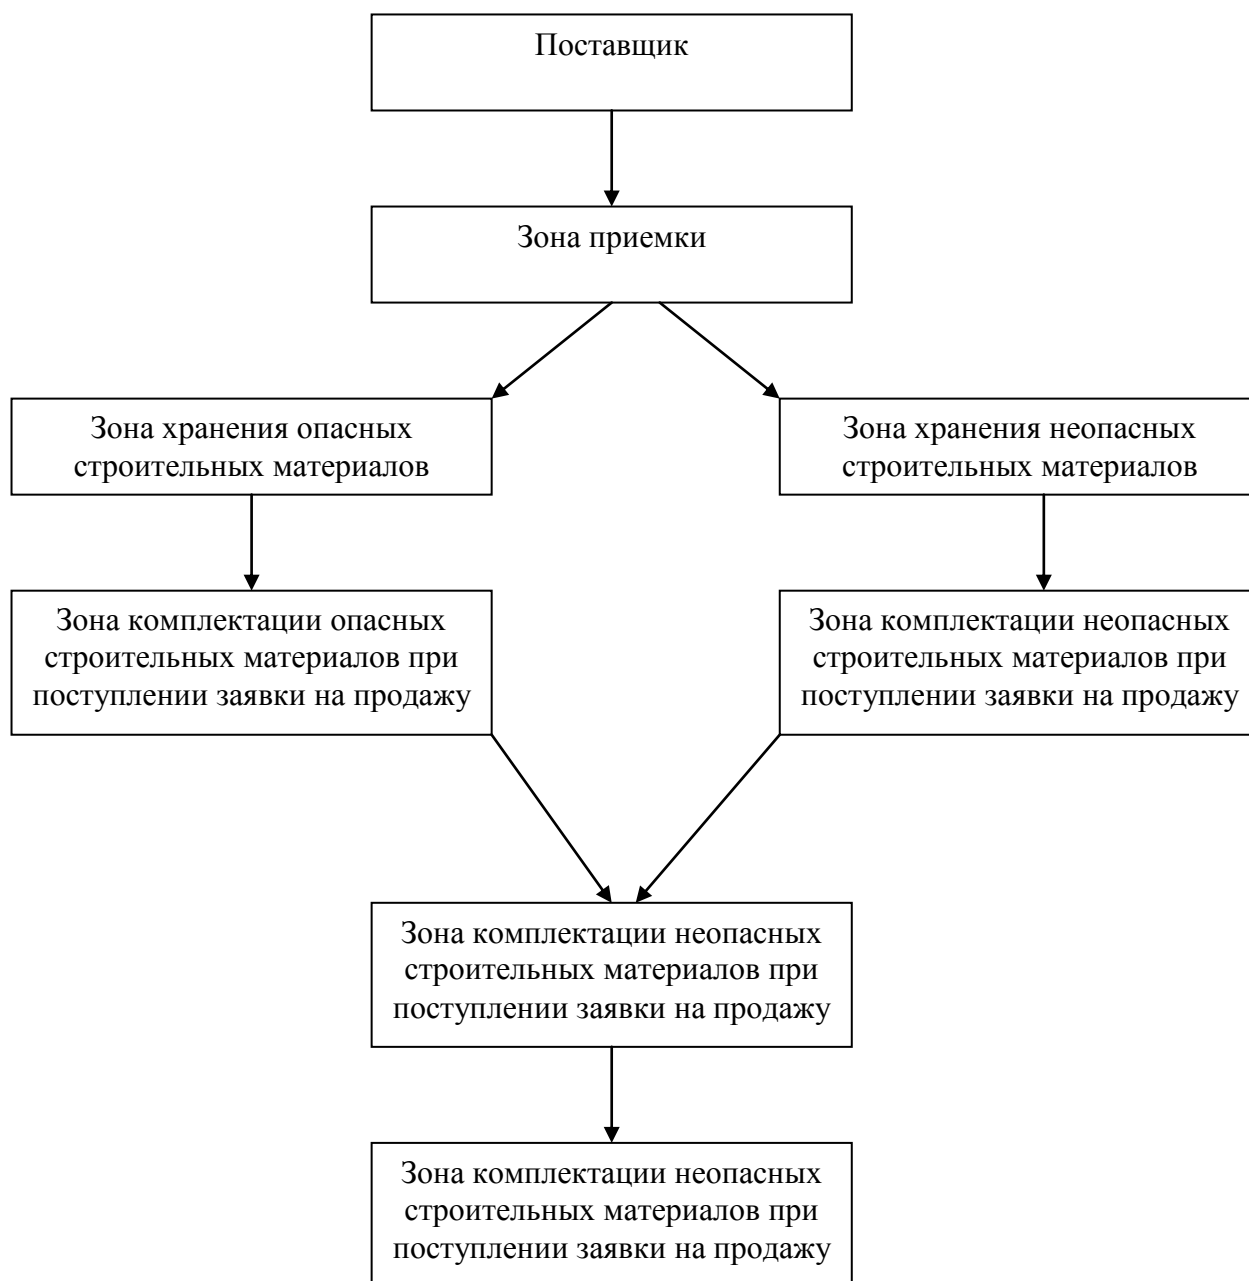 Поставщик
Зона приемки
Зона хранения опасных
строительных материалов
Зона хранения неопасных
строительных материалов
Зона комплектации опасных
строительных материалов при
поступлении заявки на продажу
Зона комплектации неопасных
строительных материалов при
поступлении заявки на продажу
Зона комплектации неопасных
строительных материалов при
поступлении заявки на продажу
Зона комплектации неопасных
строительных материалов при
поступлении заявки на продажу